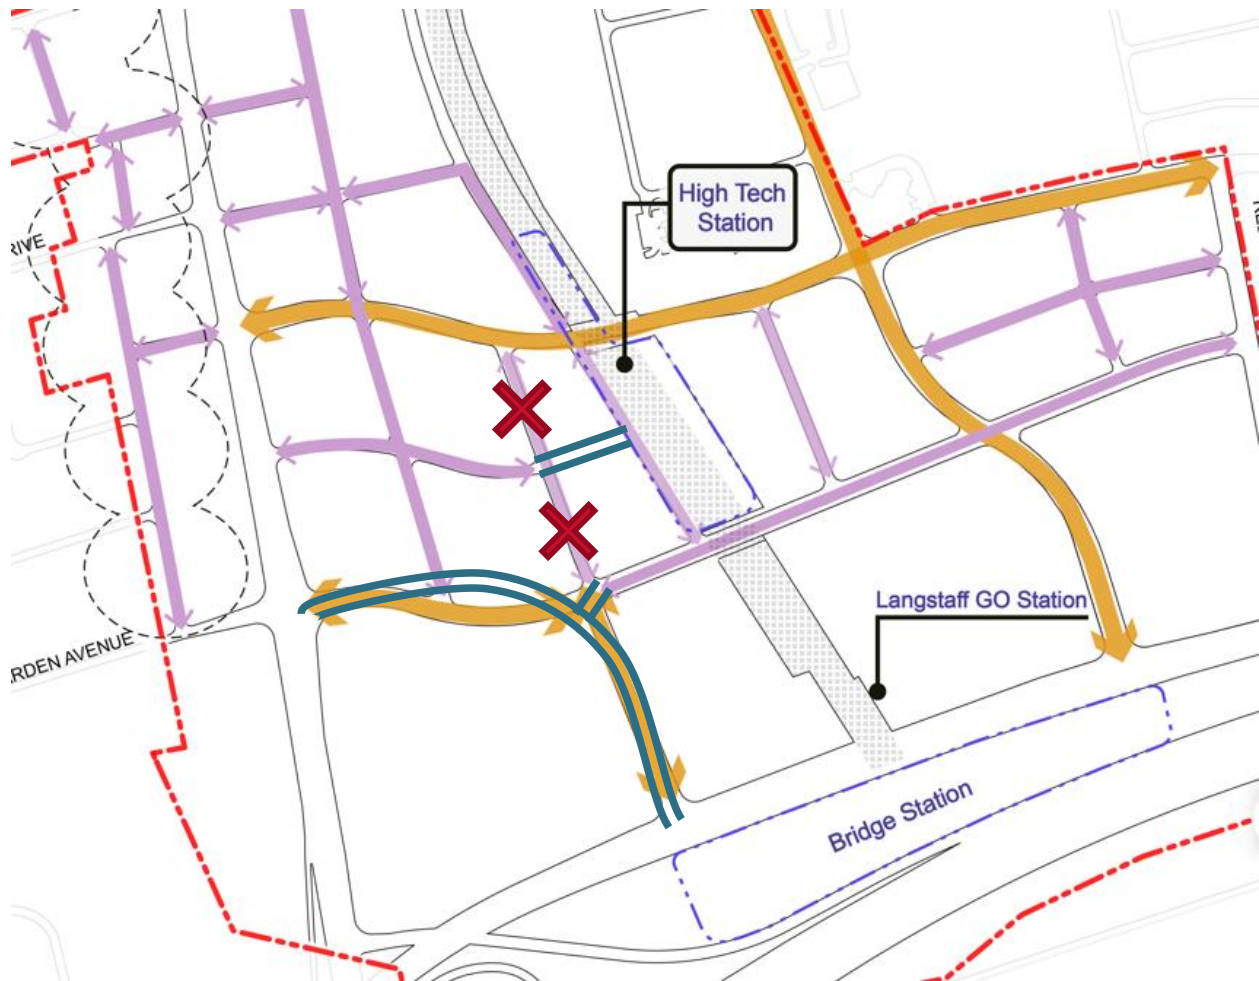 High Tech
Station
RIVE
Langstaff GO Station
RDEN AVENUE
Bridge Station